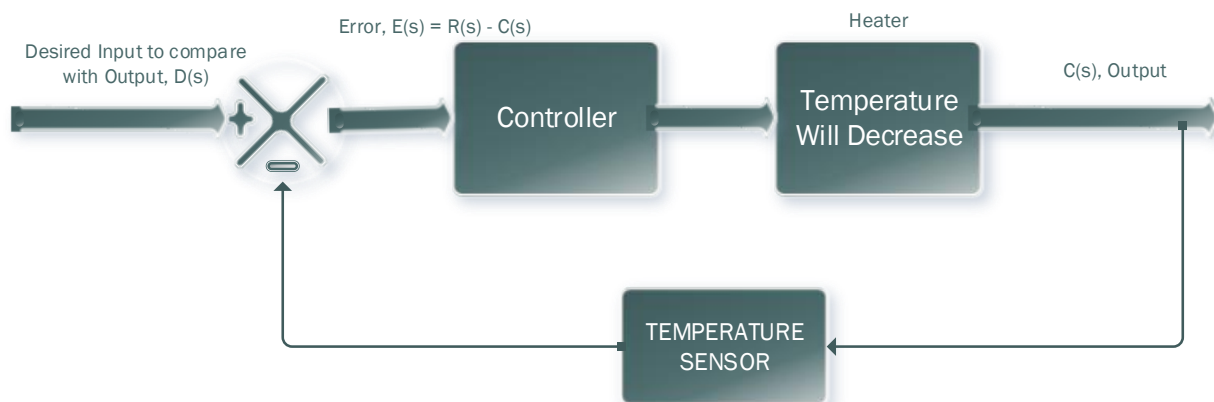 Desired Input to compare
with Output, D(s)
Error, E(s) = R(s) - C(s)
Controller
Heater
Temperature
Will Decrease
C(s), Output
TEMPERATURE
SENSOR